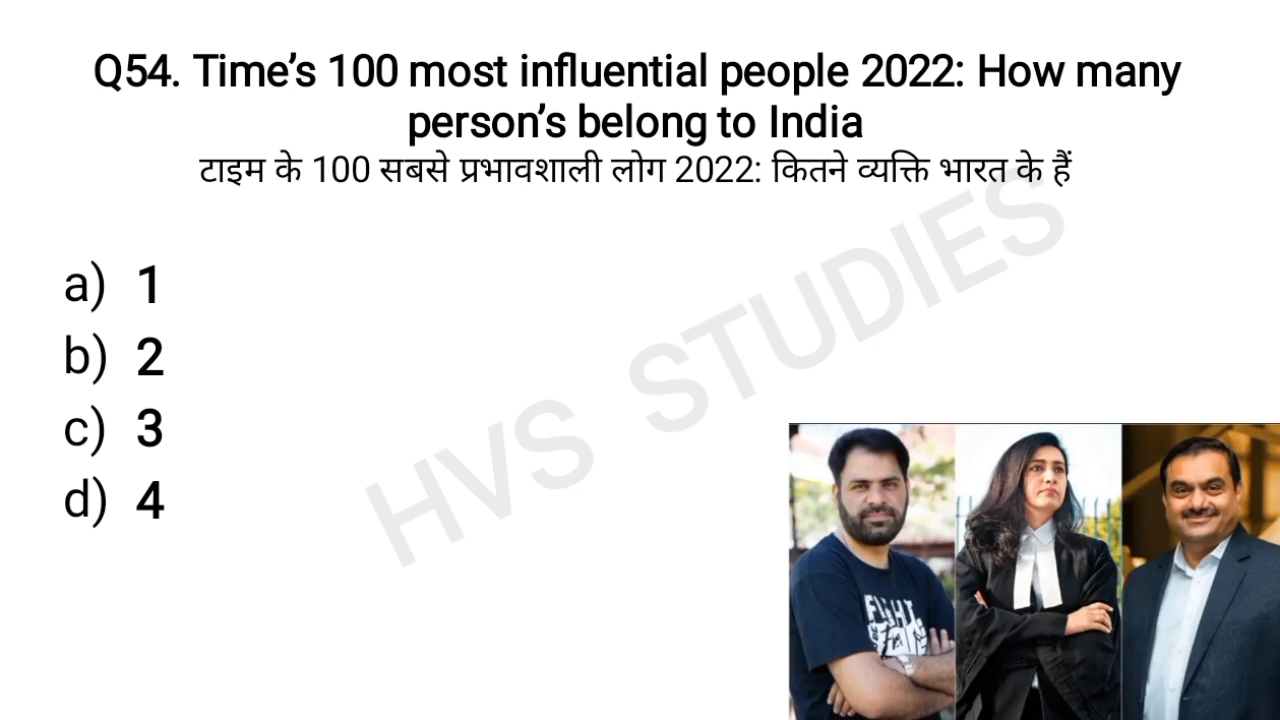 Q54. Time’s 100 most influential people 2022: How many
person’s belong to India
टाइम के 100 सबसे प्रभावशाली लोग 2022: कितने व्यक्ति भारत के हैं
a) 1
b) 2
c) 3
d) 4
HVS STUDIES